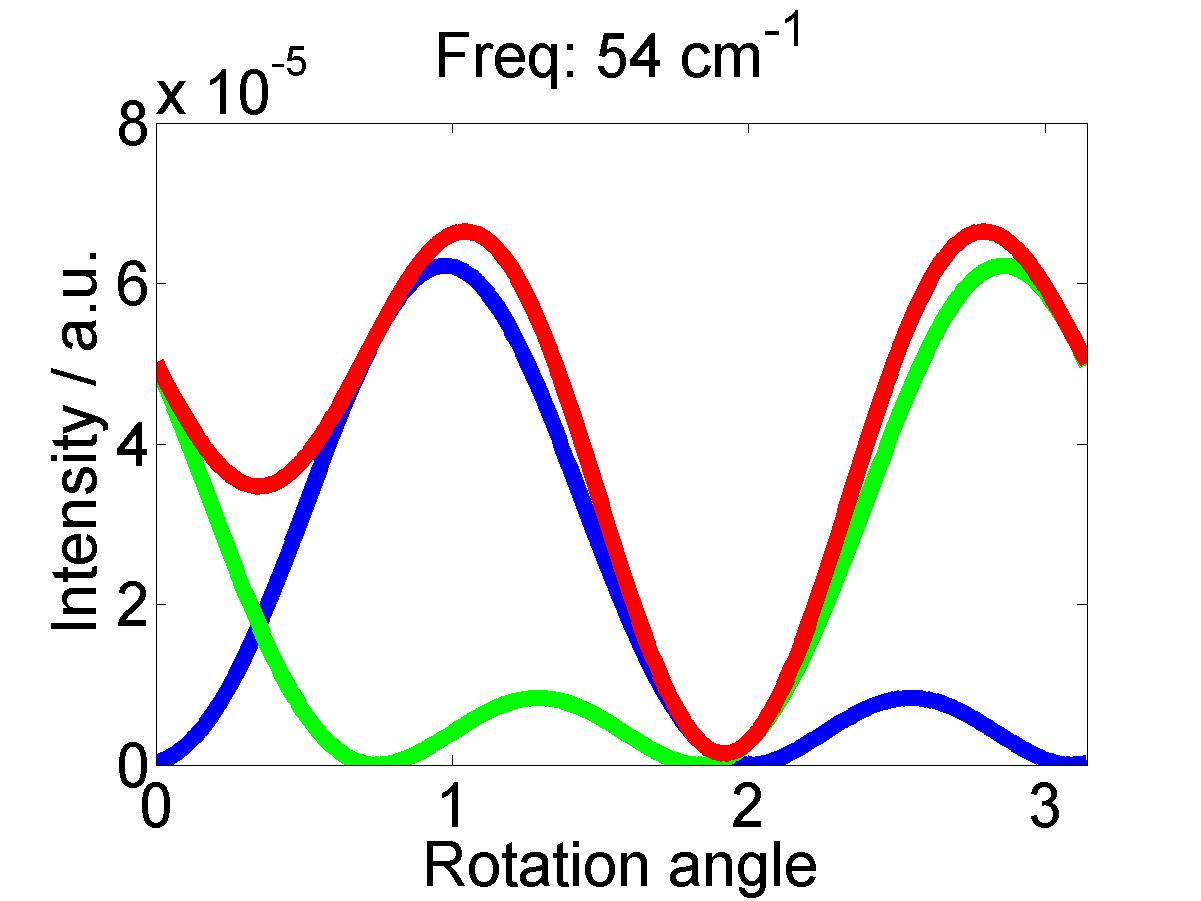 Freq: 54 cm⁻¹
x 10⁻⁵
8
6
4
2
0
Intensity / a.u.
0 1 2 3
Rotation angle